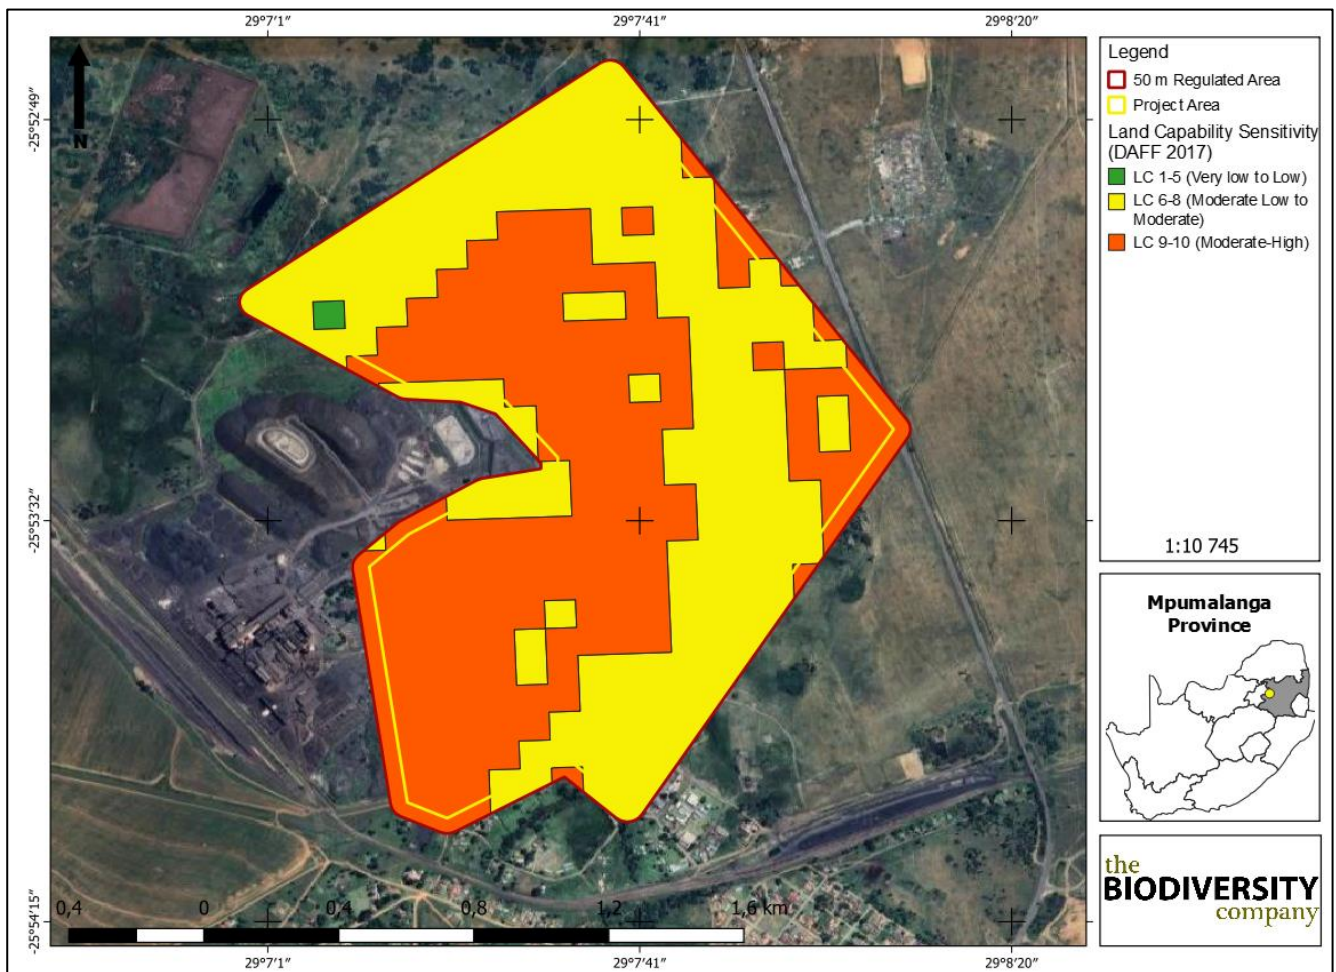 29°7′1″ 29°7′41″ 29°8′20″
-25°52′49″
-25°53′32″
-25°54′15″
N
Legend
50 m Regulated Area
Project Area
Land Capability Sensitivity
(DAFF 2017)
LC 1-5 (Very low to Low)
LC 6-8 (Moderate Low to
Moderate)
LC 9-10 (Moderate-High)
1:10 745
Mpumalanga
Province
the
BIODIVERSITY
company
0,4 0 0,4 0,8 1,2 1,6 km
29°7′1″ 29°7′41″ 29°8′20″